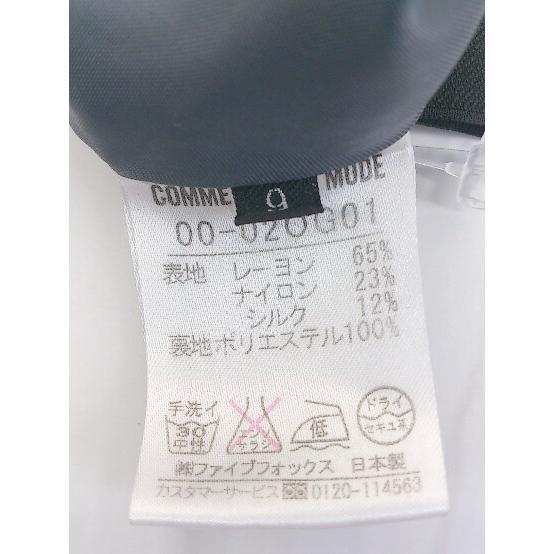 COMME MODE
a
00-02OG01
表地 レーヨン 65%
ナイロン 23%
シルク 12%
裏地ポリエステル100%
手洗イ
30
中性
エンソ
サラシ
低
ドライ
セキユ系
㈱ファイブフォックス 日本製
カスタマーサービス 0120-114563